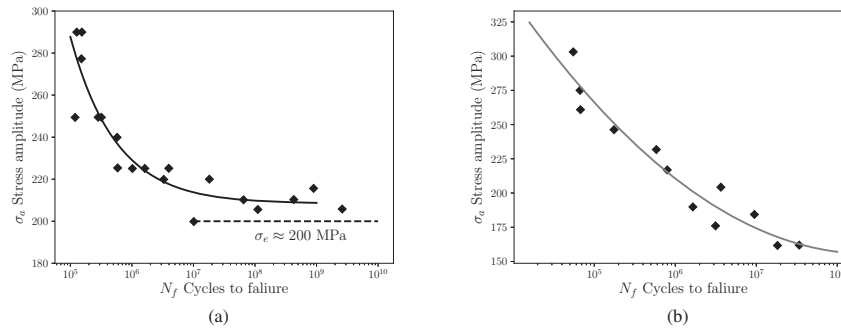 300
280
260
240
220
200
180
σa Stress amplitude (MPa)
σe ≈ 200 MPa
10^5 10^6 10^7 10^8 10^9 10^10
Nf Cycles to faliure
(a)
325
300
275
250
225
200
175
150
σa Stress amplitude (MPa)
10^5 10^6 10^7 10^8
Nf Cycles to faliure
(b)